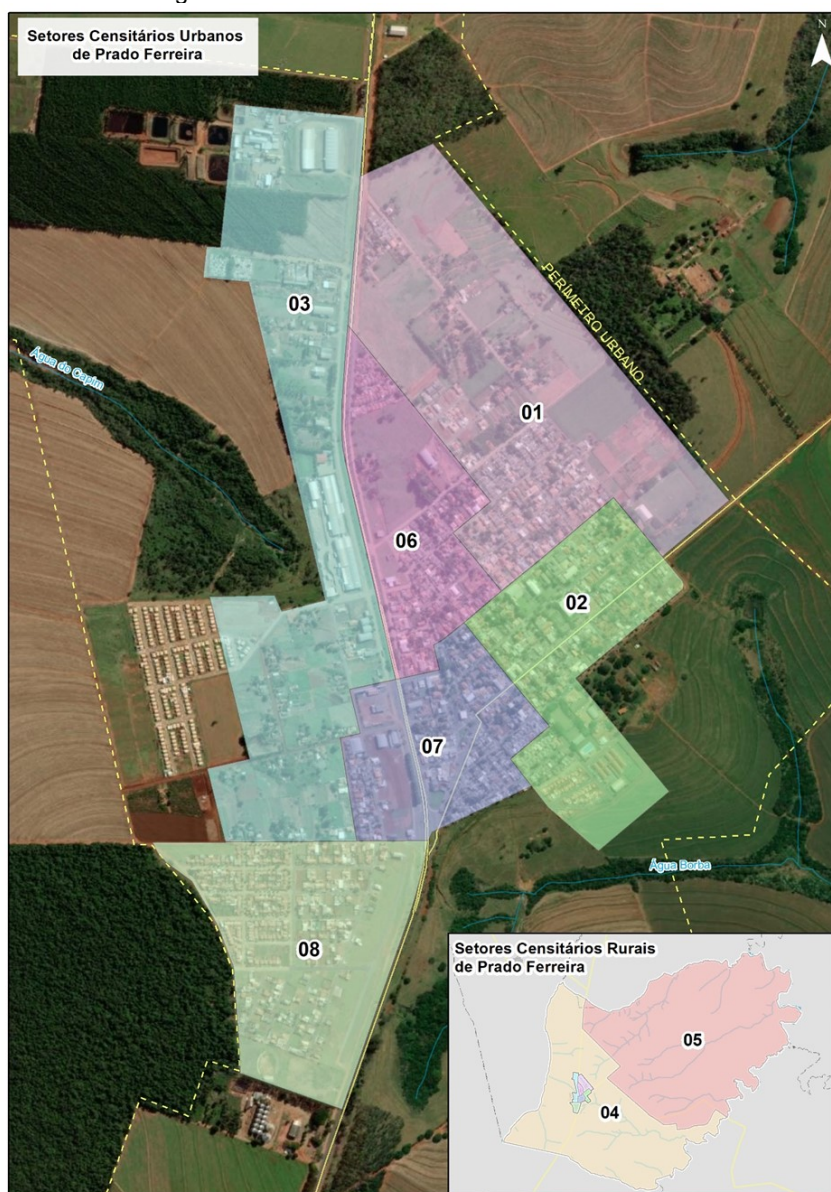 Setores Censitários Urbanos
de Prado Ferreira
N
03
PERÍMETRO URBANO
Água de Capim
01
06
02
07
Água Borba
08
Setores Censitários Rurais
de Prado Ferreira
05
04